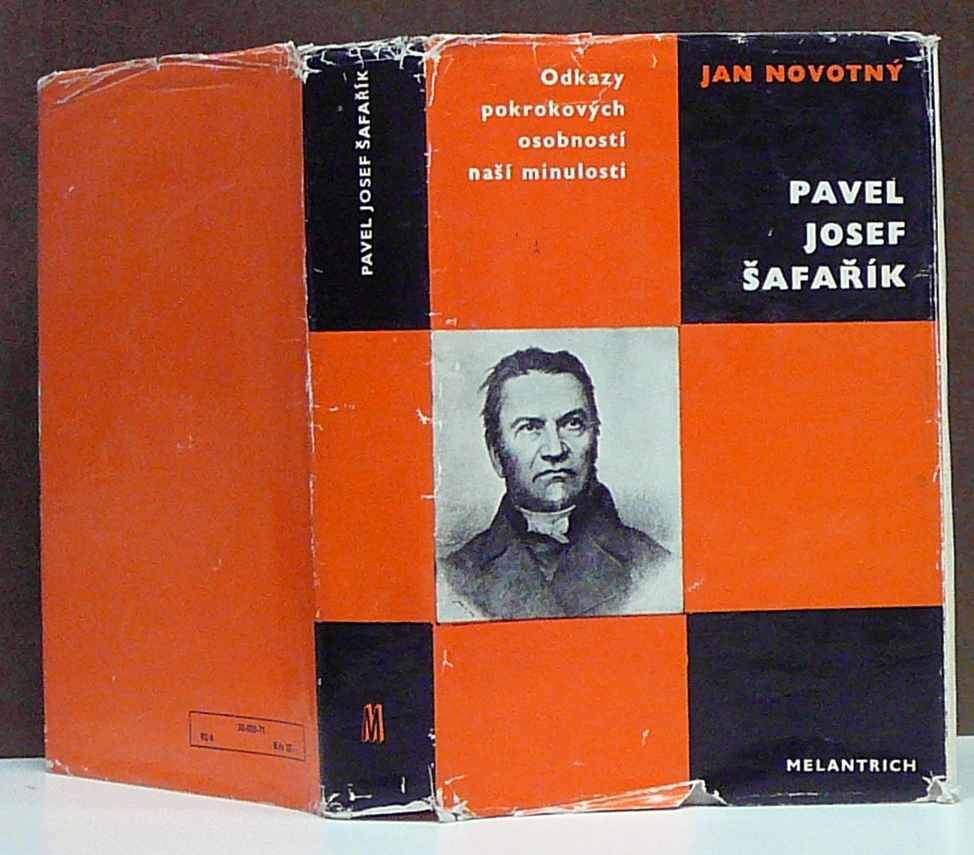 PAVEL JOSEF ŠAFAŘÍK
M
Odkazy
pokrokových
osobností
naší minulosti
JAN NOVOTNÝ
PAVEL
JOSEF
ŠAFAŘÍK
MELANTRICH